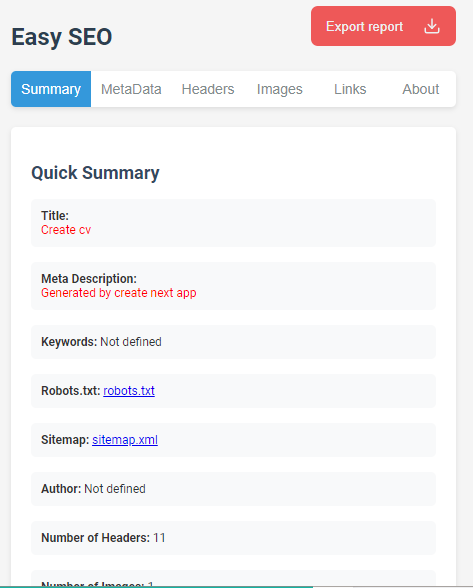 Easy SEO
Export report
Summary MetaData Headers Images Links About
Quick Summary
Title:
Create cv
Meta Description:
Generated by create next app
Keywords: Not defined
Robots.txt: robots.txt
Sitemap: sitemap.xml
Author: Not defined
Number of Headers: 11
Number of Images: 1